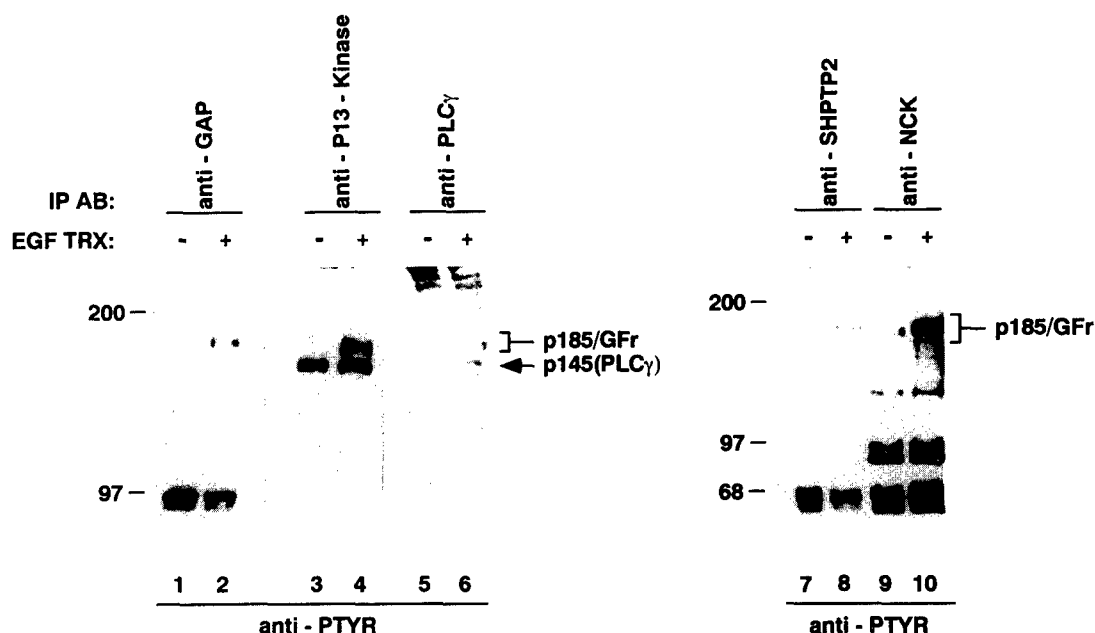 anti - GAP
anti - P13 - Kinase
anti - PLCγ
anti - SHPTP2
anti - NCK
IP AB:
EGF TRX: - + - + - + - + - +
200
p185/GFr
p145(PLCγ)
97
200
p185/GFr
97
68
1 2 3 4 5 6 7 8 9 10
anti - PTYR
anti - PTYR